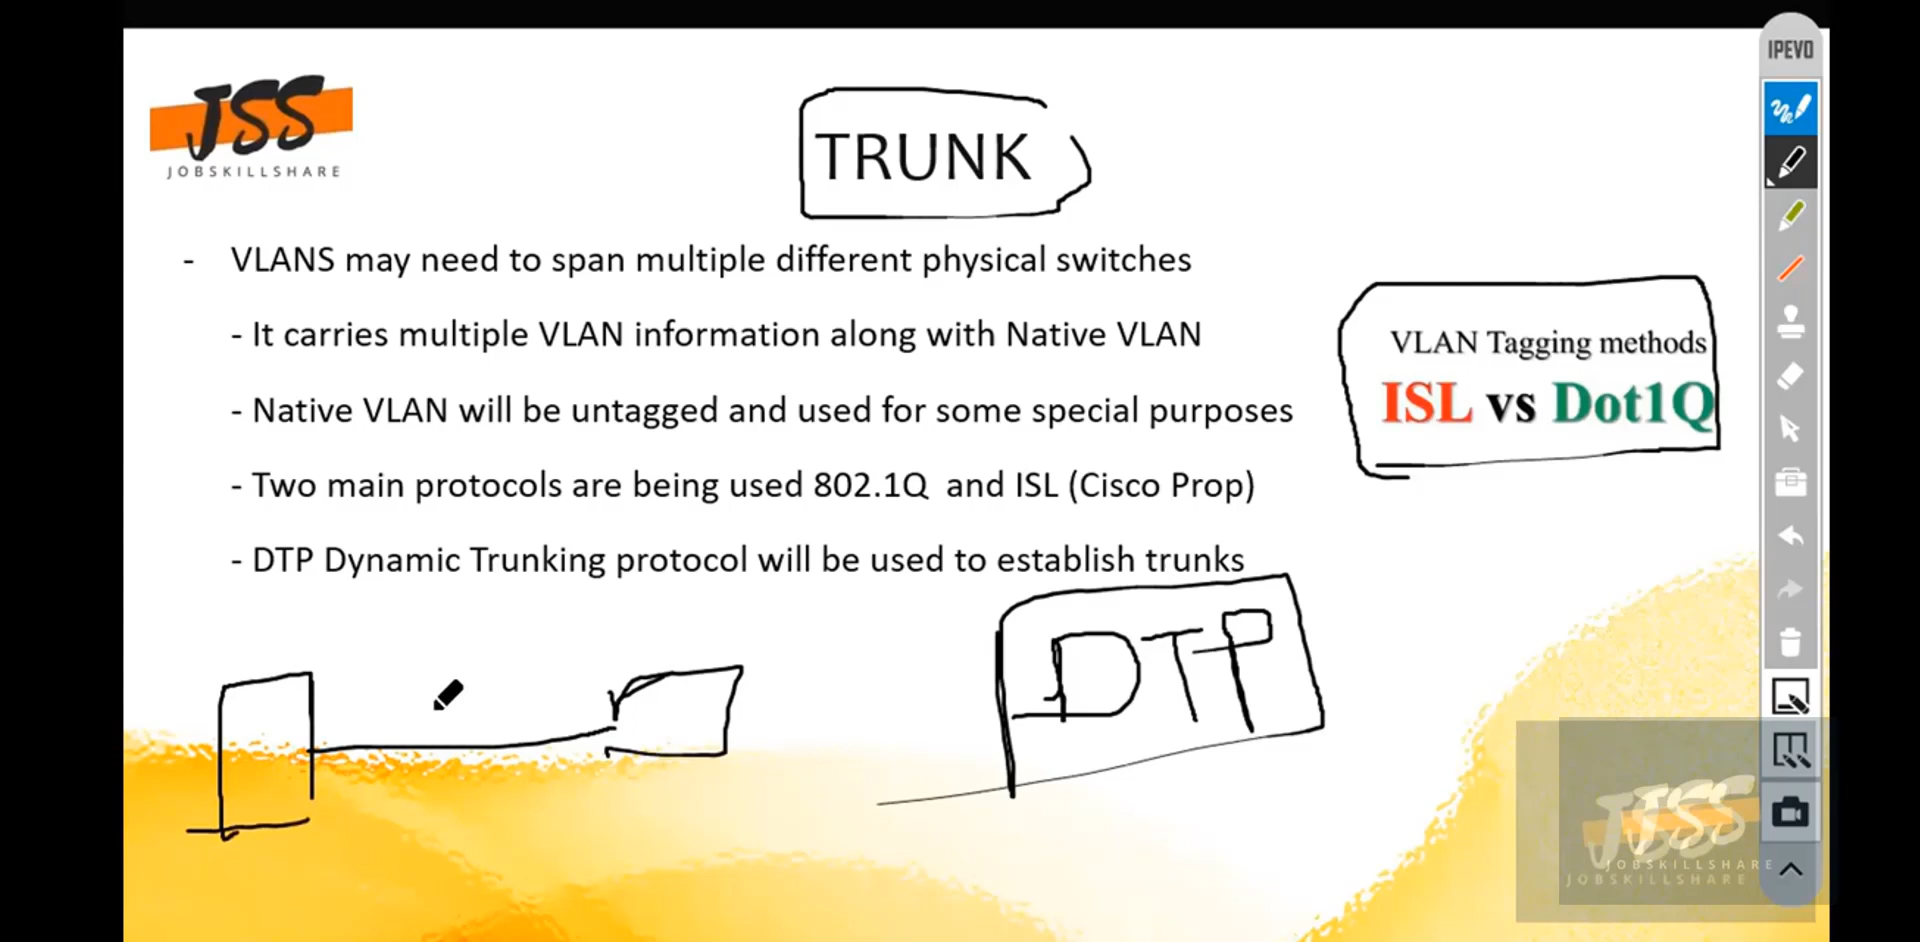 IPEVO
JSS
JOBSKILLSHARE
TRUNK
- VLANS may need to span multiple different physical switches
- It carries multiple VLAN information along with Native VLAN
- Native VLAN will be untagged and used for some special purposes
- Two main protocols are being used 802.1Q and ISL (Cisco Prop)
- DTP Dynamic Trunking protocol will be used to establish trunks
VLAN Tagging methods
ISL vs Dot1Q
DTP
JSS
JOBSKILLSHARE
JOBSKILLSHARE